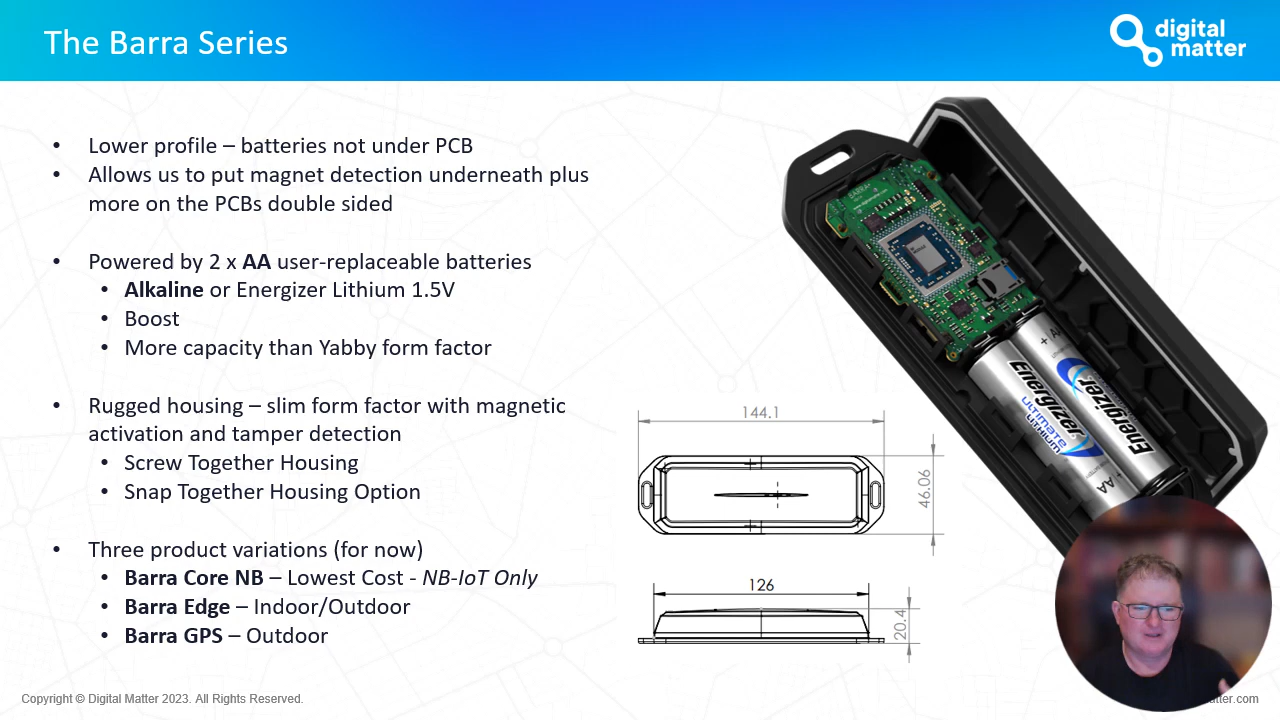 The Barra Series
digital
matter
• Lower profile – batteries not under PCB
• Allows us to put magnet detection underneath plus
more on the PCBs double sided
• Powered by 2 x AA user-replaceable batteries
• Alkaline or Energizer Lithium 1.5V
• Boost
• More capacity than Yabby form factor
• Rugged housing – slim form factor with magnetic
activation and tamper detection
• Screw Together Housing
• Snap Together Housing Option
• Three product variations (for now)
• Barra Core NB – Lowest Cost - NB-IoT Only
• Barra Edge – Indoor/Outdoor
• Barra GPS – Outdoor
144.1
46.06
126
20.4
Energizer
ULTIMATE
LITHIUM
+ AA
Energizer
+ AA
Copyright © Digital Matter 2023. All Rights Reserved.
tter.com